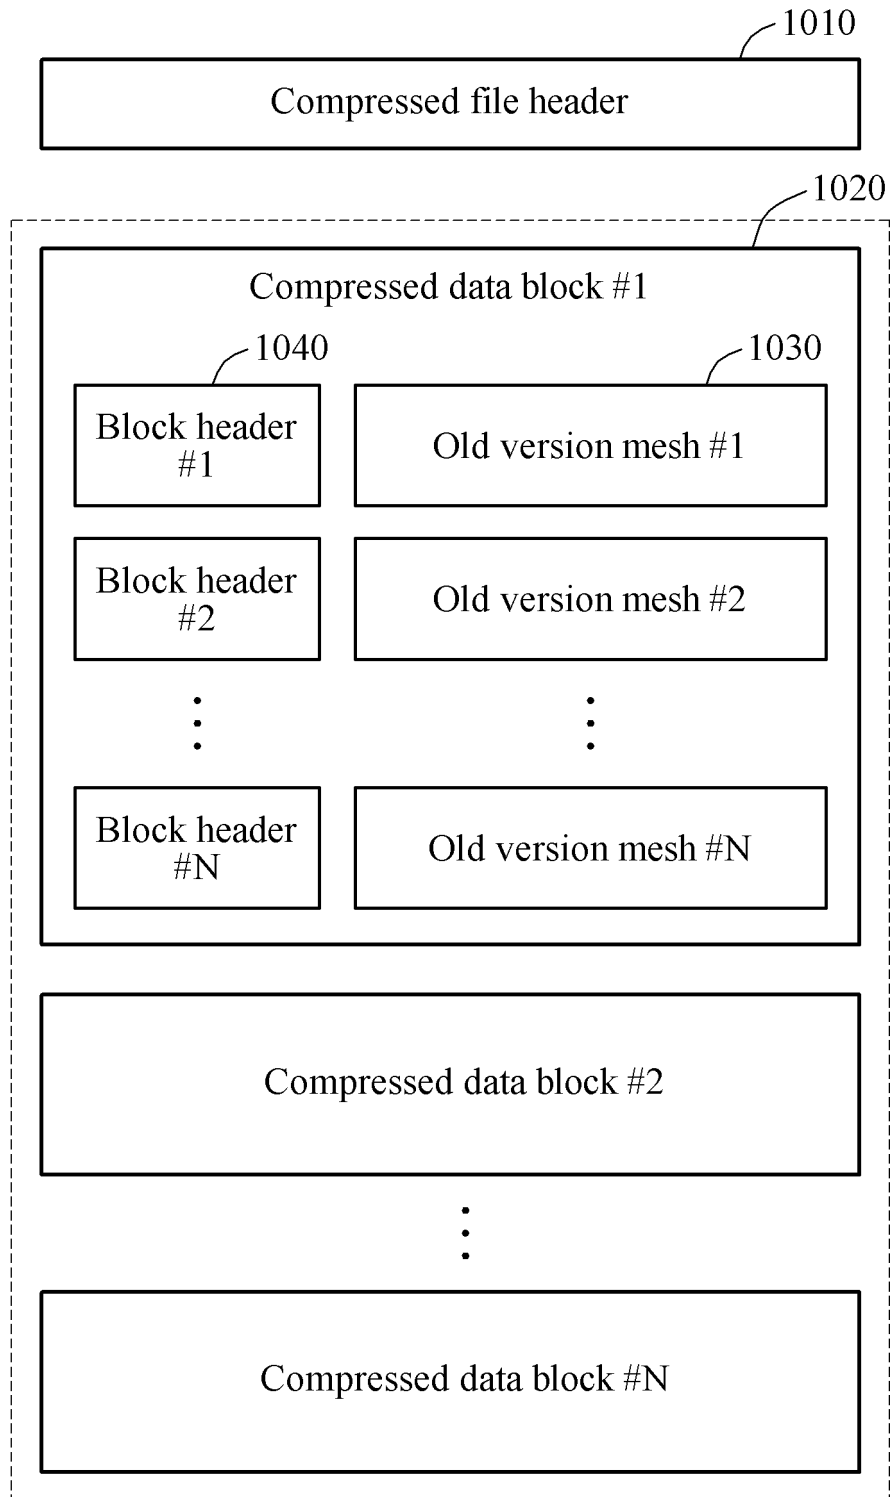 1010
Compressed file header
1020
Compressed data block #1
1040
1030
Block header
#1
Old version mesh #1
Block header
#2
Old version mesh #2
Block header
#N
Old version mesh #N
Compressed data block #2
Compressed data block #N